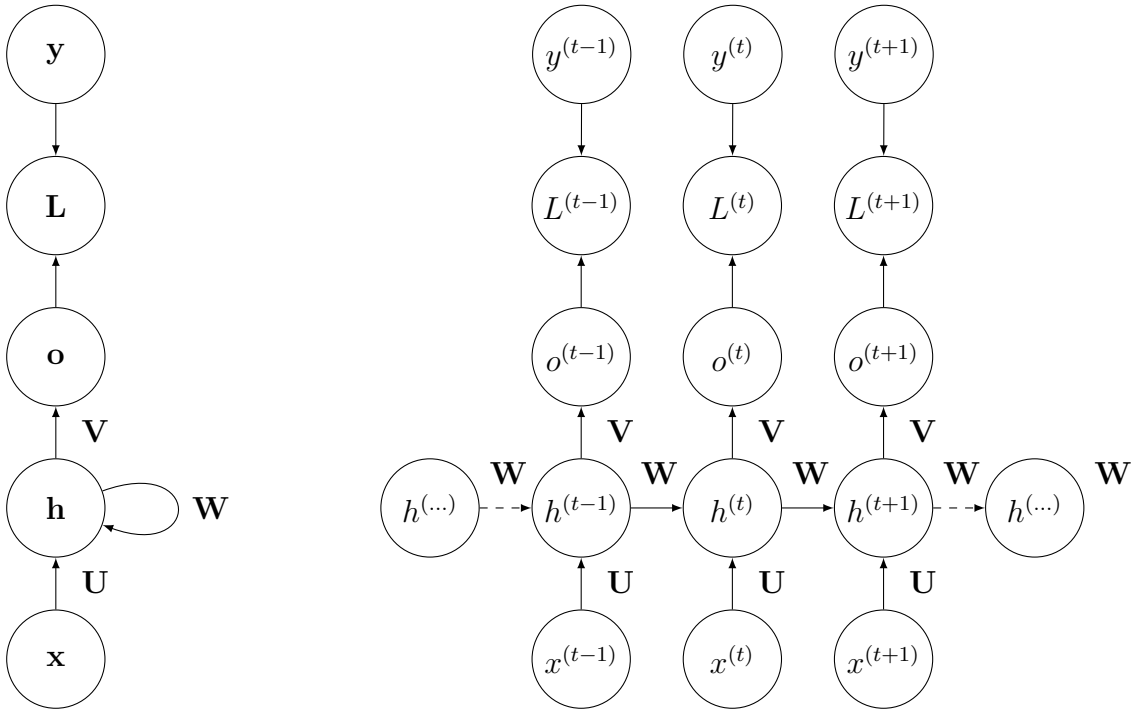 y y^{(t−1)} y^{(t)} y^{(t+1)}
L L^{(t−1)} L^{(t)} L^{(t+1)}
o o^{(t−1)} o^{(t)} o^{(t+1)}
V V V V
W W W W W
h W h^{(...)} h^{(t−1)} h^{(t)} h^{(t+1)} h^{(...)}
U U U U
x x^{(t−1)} x^{(t)} x^{(t+1)}